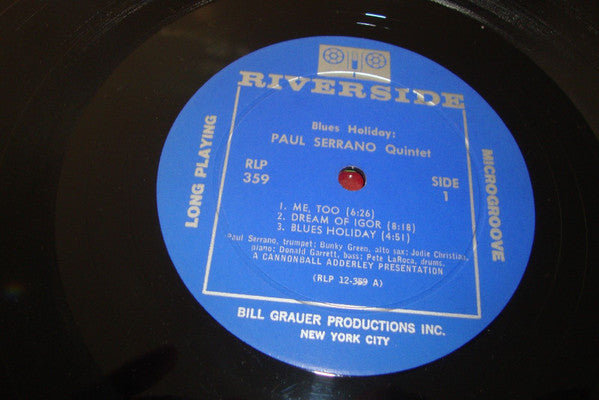 RIVERSIDE
Blues Holiday:
PAUL SERRANO Quintet
RLP
359
SIDE
1
1. ME, TOO (6:26)
2. DREAM OF IGOR (8:18)
3. BLUES HOLIDAY (4:51)
Paul Serrano, trumpet; Bunky Green, alto sax; Jodie Christian,
piano; Donald Garrett, bass; Pete LaRoca, drums.
A CANNONBALL ADDERLEY PRESENTATION
(RLP 12-359 A)
LONG PLAYING
MICROGROOVE
BILL GRAUER PRODUCTIONS INC.
NEW YORK CITY